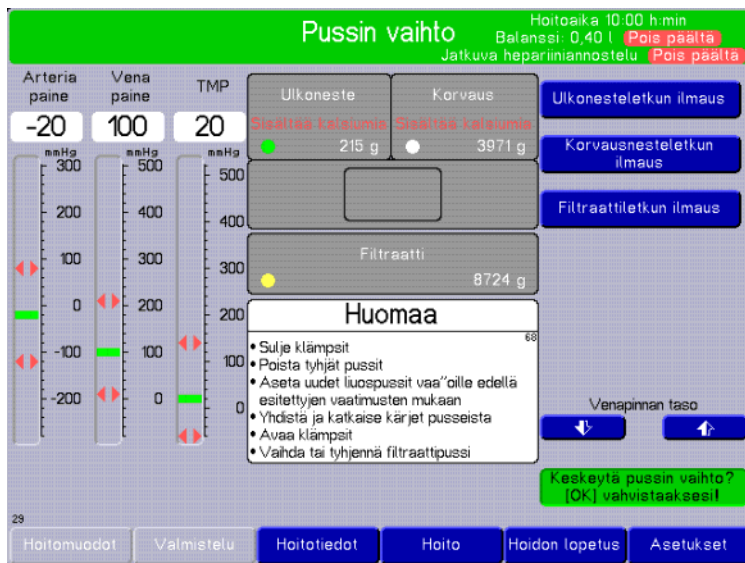 Pussin vaihto
Hoitoaika 10:00 h:min
Balanssi: 0,40 l Pois päältä
Jatkuva hepariiniannostelu Pois päältä
Arteria paine
Vena paine
TMP
-20
100
20
mmHg
mmHg
mmHg
300
200
100
0
-100
-200
500
400
300
200
100
0
500
400
300
200
100
0
Ulkoneste
Sisältää kalsiumia
215 g
Korvaus
Sisältää kalsiumia
3971 g
Filtraatti
8724 g
Huomaa
68
• Sulje klämpsit
• Poista tyhjät pussit
• Aseta uudet liuospussit vaa"oille edellä
esitettyjen vaatimusten mukaan
• Yhdistä ja katkaise kärjet pusseista
• Avaa klämpsit
• Vaihda tai tyhjennä filtraattipussi
Ulkonesteletkun ilmaus
Korvausnesteletkun
ilmaus
Filtraattiletkun ilmaus
Venapinnan taso
Keskeytä pussin vaihto?
[OK] vahvistaaksesi!
29
Hoitomuodot
Valmistelu
Hoitotiedot
Hoito
Hoidon lopetus
Asetukset